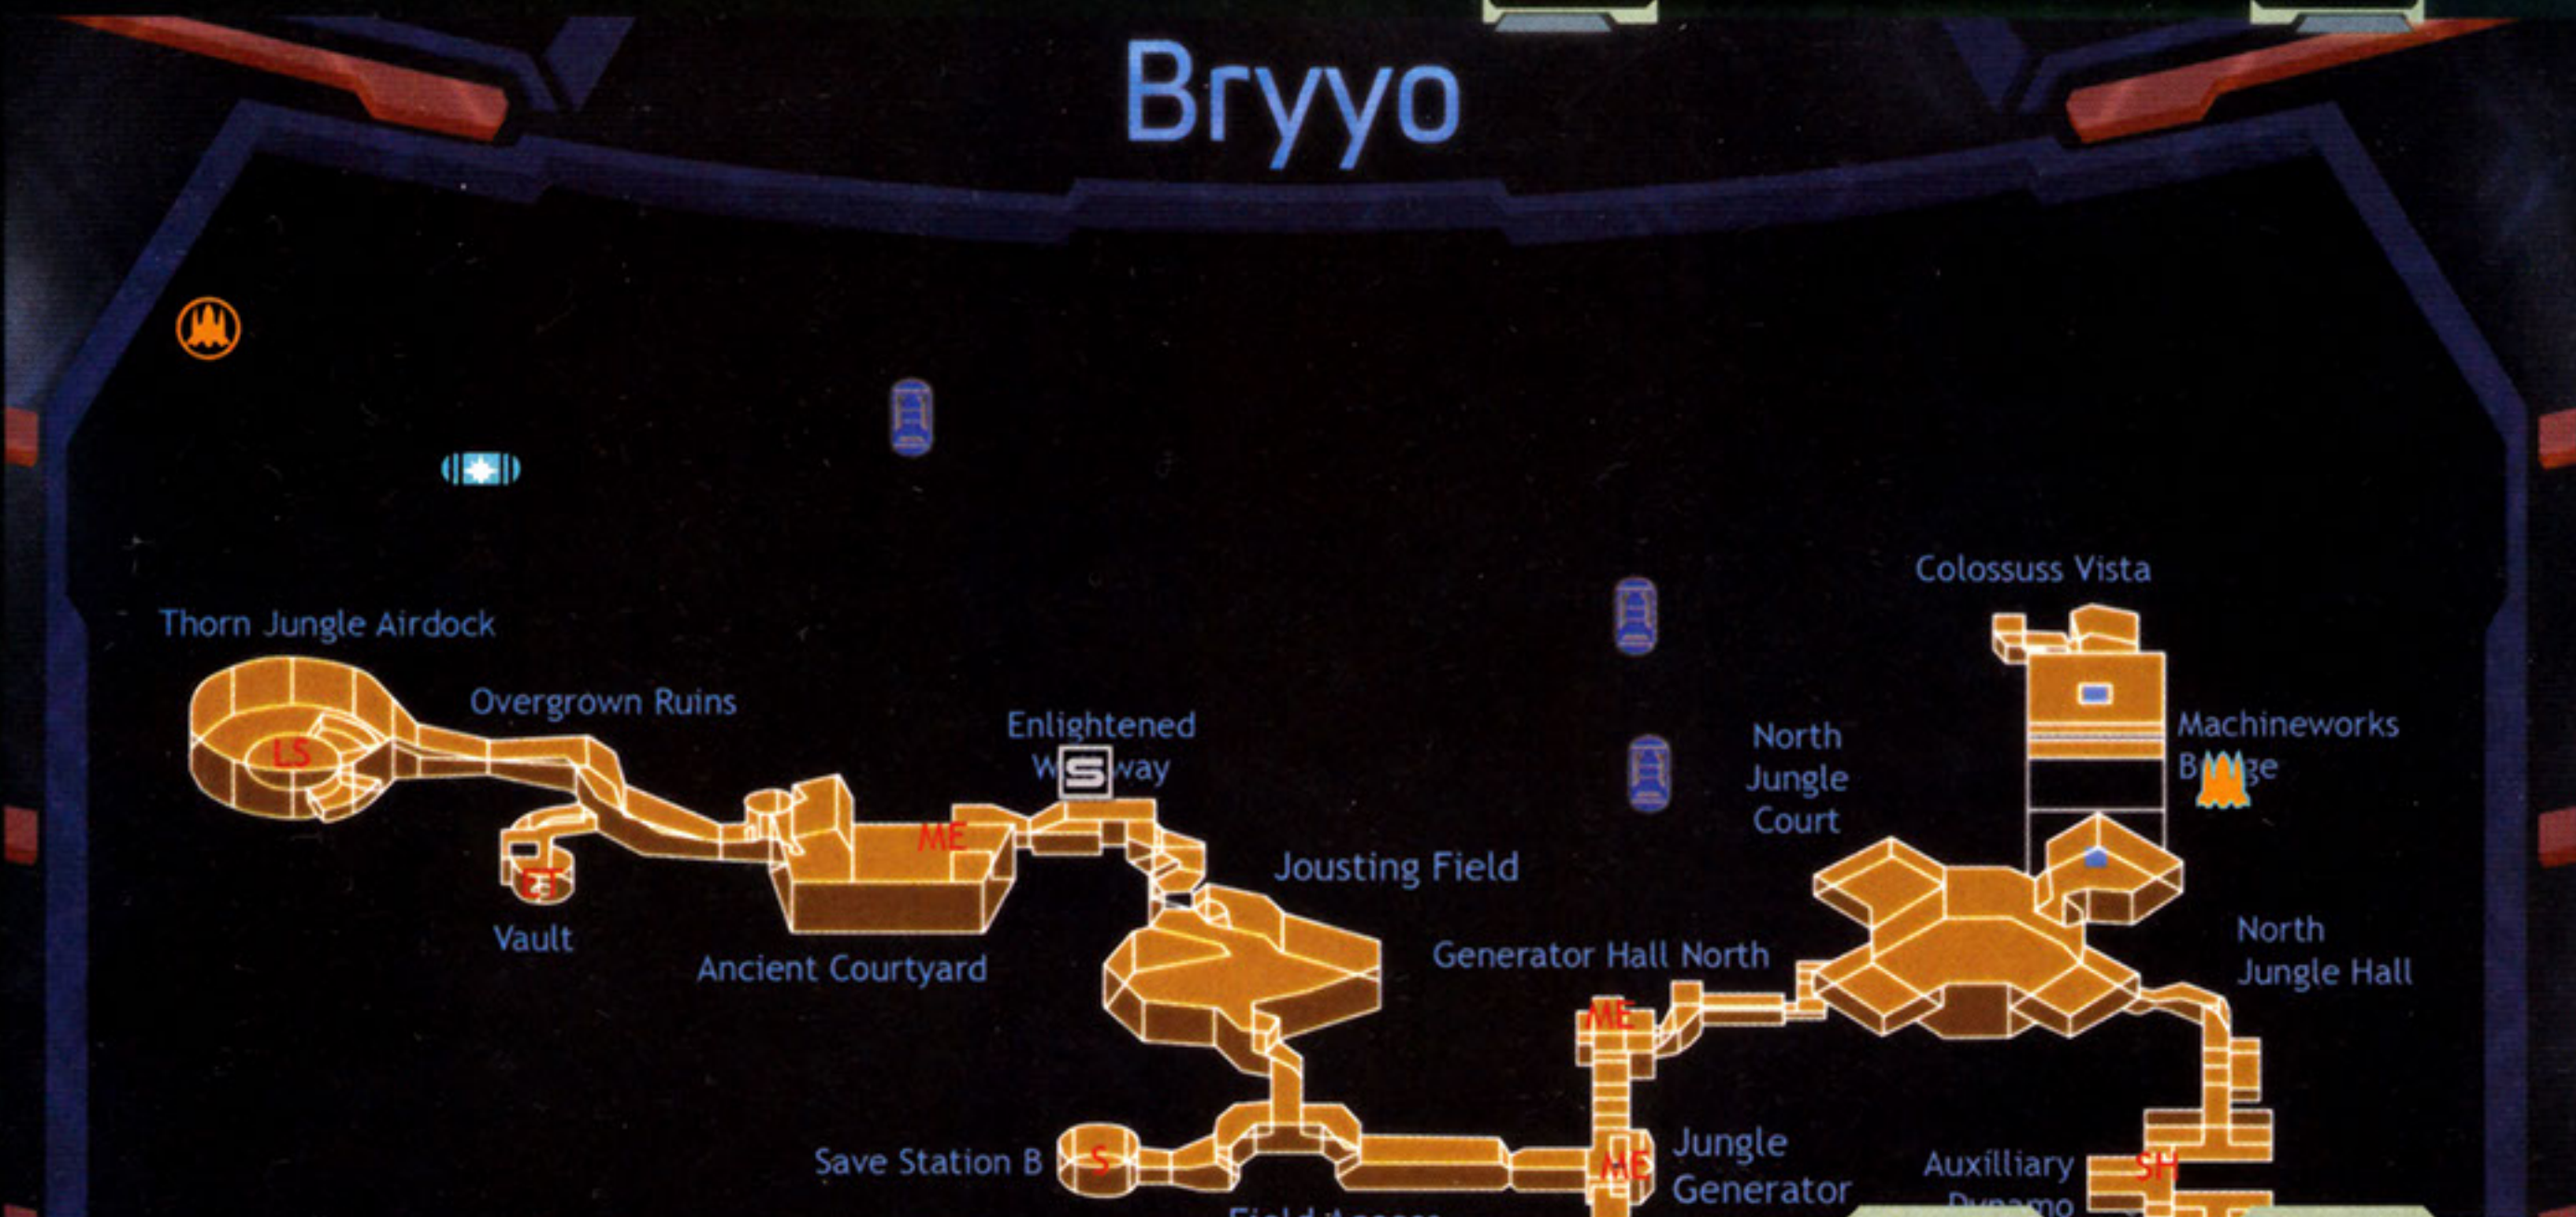 Bryyo
Colossuss Vista
Thorn Jungle Airdock
Overgrown Ruins
Enlightened
Machineworks
North
Jungle
Court
LS
ME
Jousting Field
ET
Vault
North
Jungle Hall
Generator Hall North
Ancient Courtyard
ME
Jungle
Generator
Save Station B
S
ME
Auxilliary
Dynamo
SH